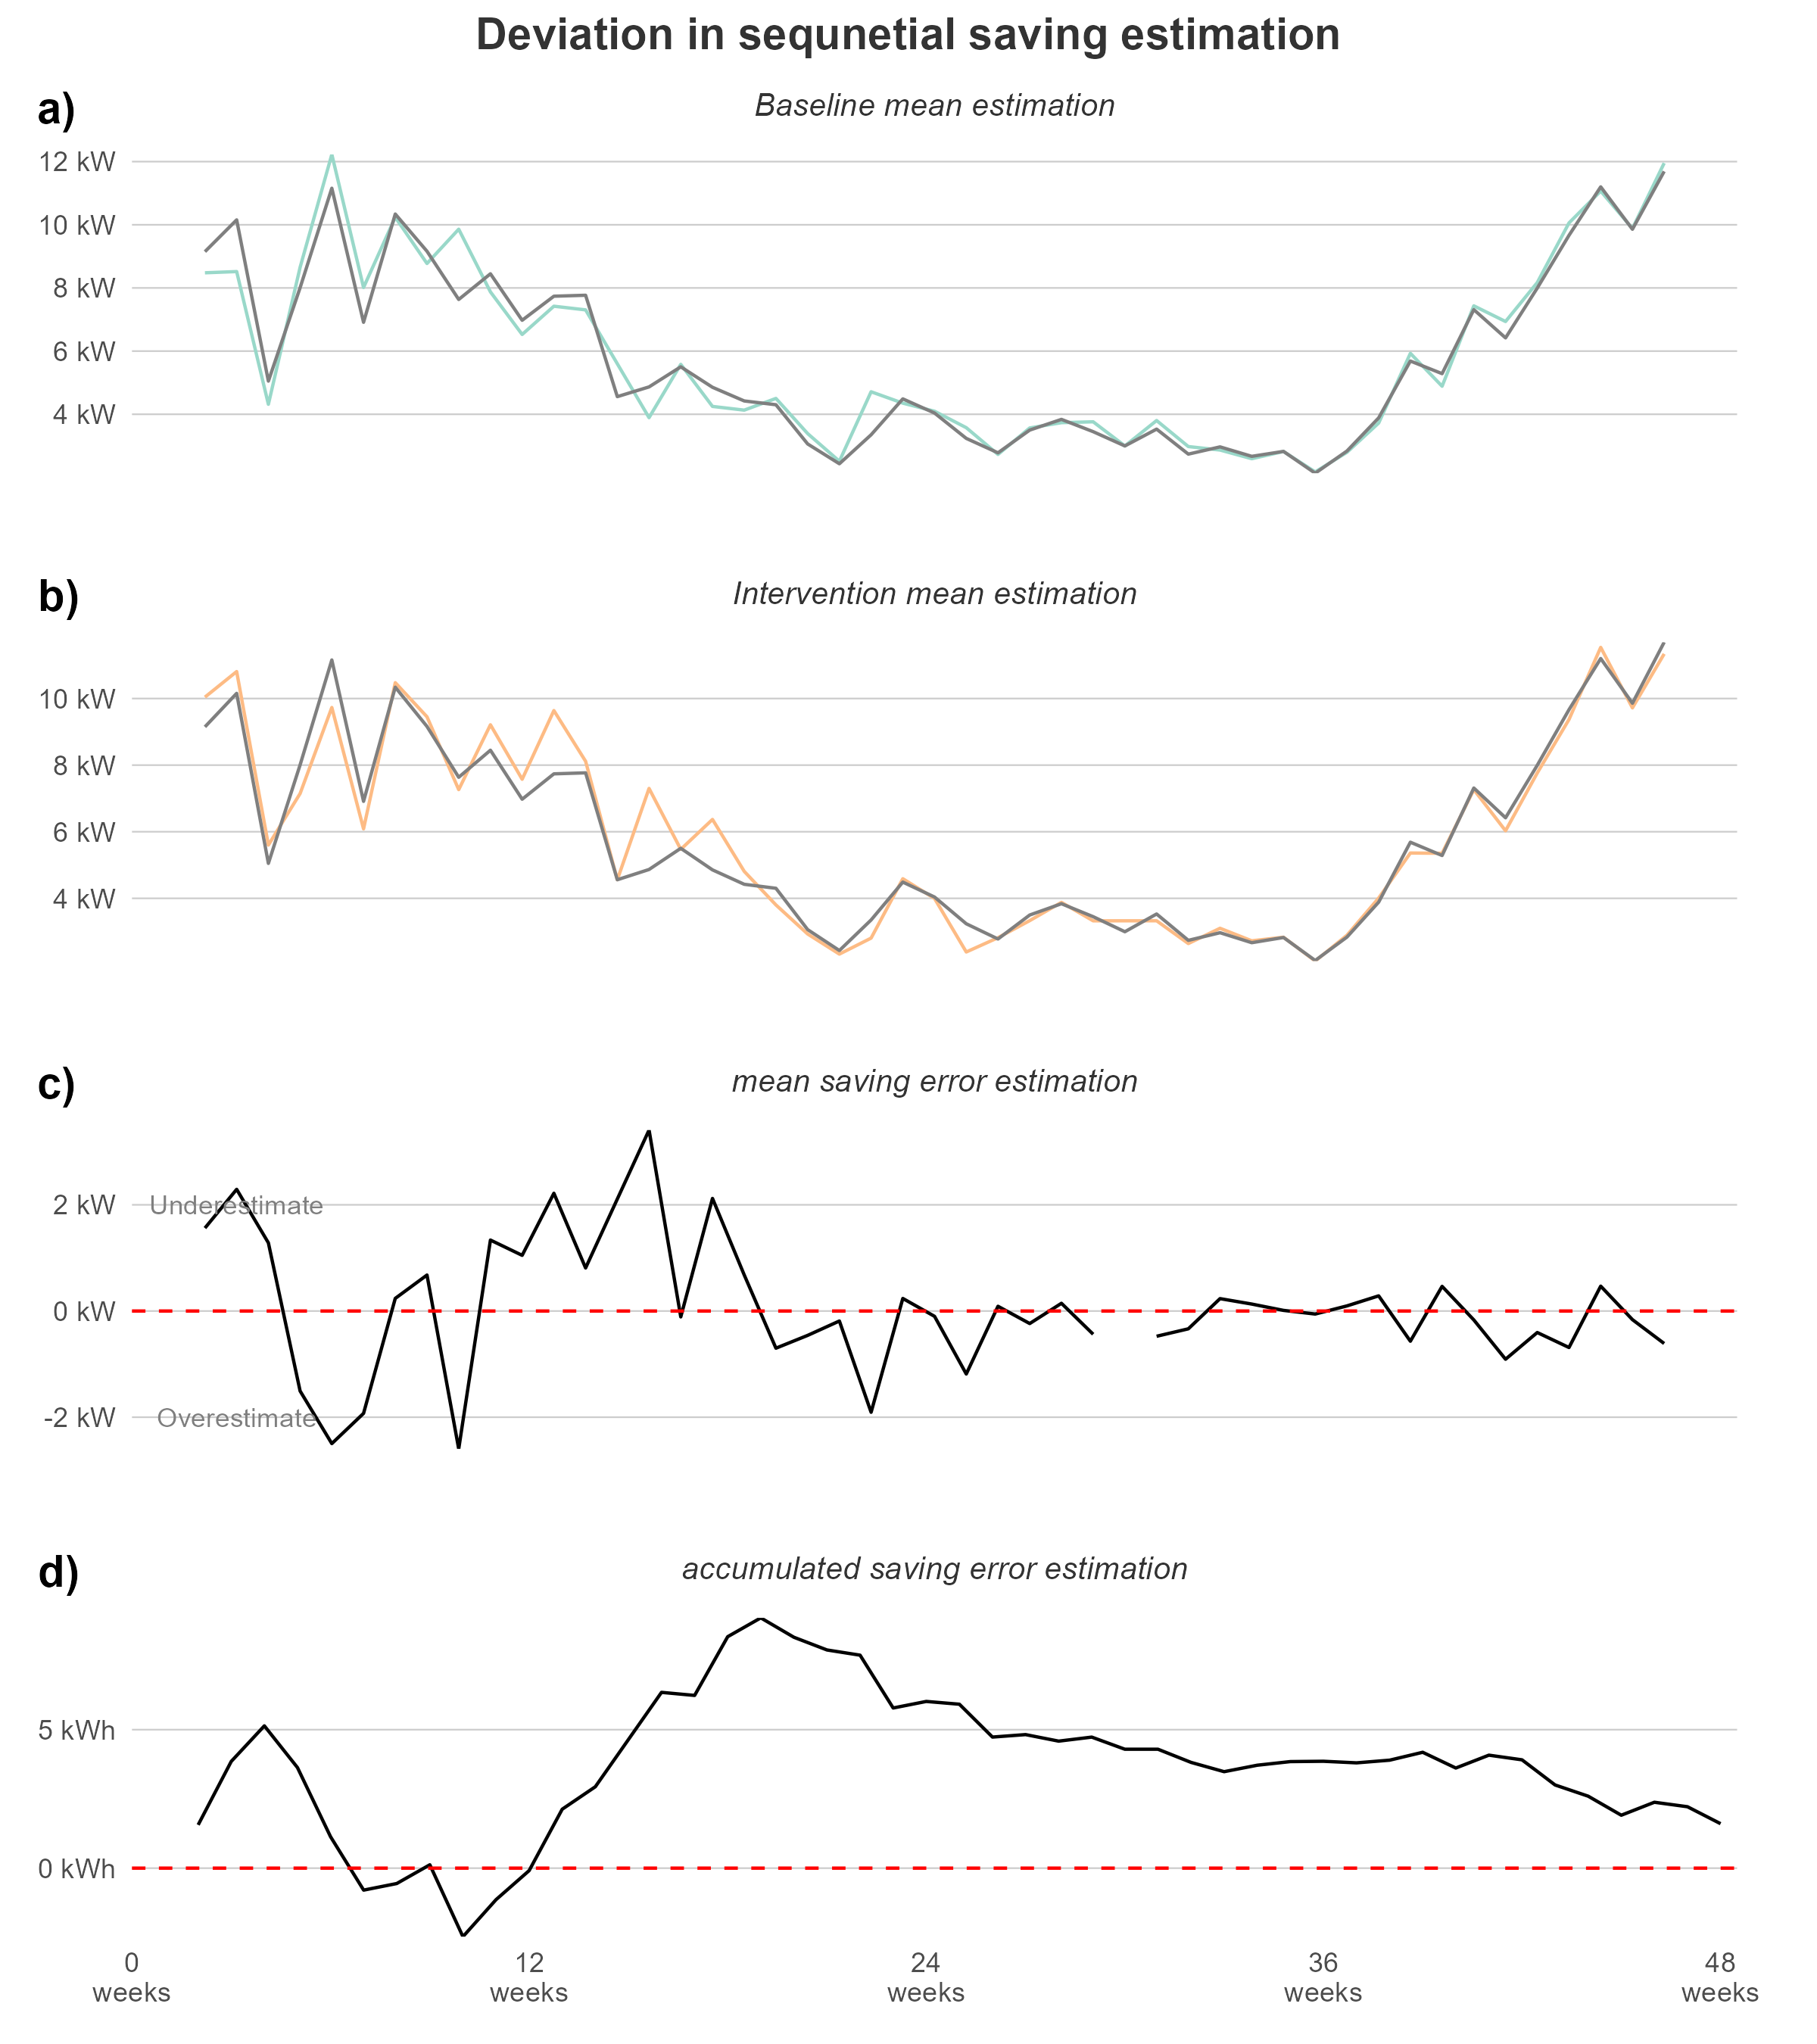 Deviation in sequnetial saving estimation
a)
Baseline mean estimation
12 kW
10 kW
8 kW
6 kW
4 kW
b)
Intervention mean estimation
10 kW
8 kW
6 kW
4 kW
c)
mean saving error estimation
2 kW
Underestimate
0 kW
-2 kW
Overestimate
d)
accumulated saving error estimation
5 kWh
0 kWh
0
weeks
12
weeks
24
weeks
36
weeks
48
weeks